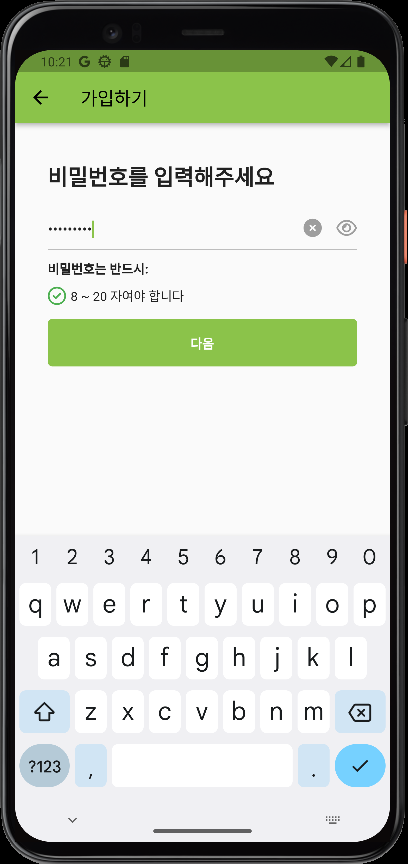 10:21
가입하기
비밀번호를 입력해주세요
•••••••••
비밀번호는 반드시:
8 ~ 20 자여야 합니다
다음
1 2 3 4 5 6 7 8 9 0
q w e r t y u i o p
a s d f g h j k l
z x c v b n m
?123 , .